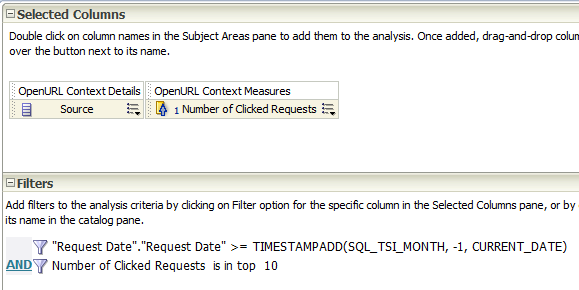 Selected Columns
Double click on column names in the Subject Areas pane to add them to the analysis. Once added, drag-and-drop
over the button next to its name.
OpenURL Context Details OpenURL Context Measures
Source 1 Number of Clicked Requests
Filters
Add filters to the analysis criteria by clicking on Filter option for the specific column in the Selected Columns pane, or by
its name in the catalog pane.
"Request Date"."Request Date" >= TIMESTAMPADD(SQL_TSI_MONTH, -1, CURRENT_DATE)
AND Number of Clicked Requests is in top 10